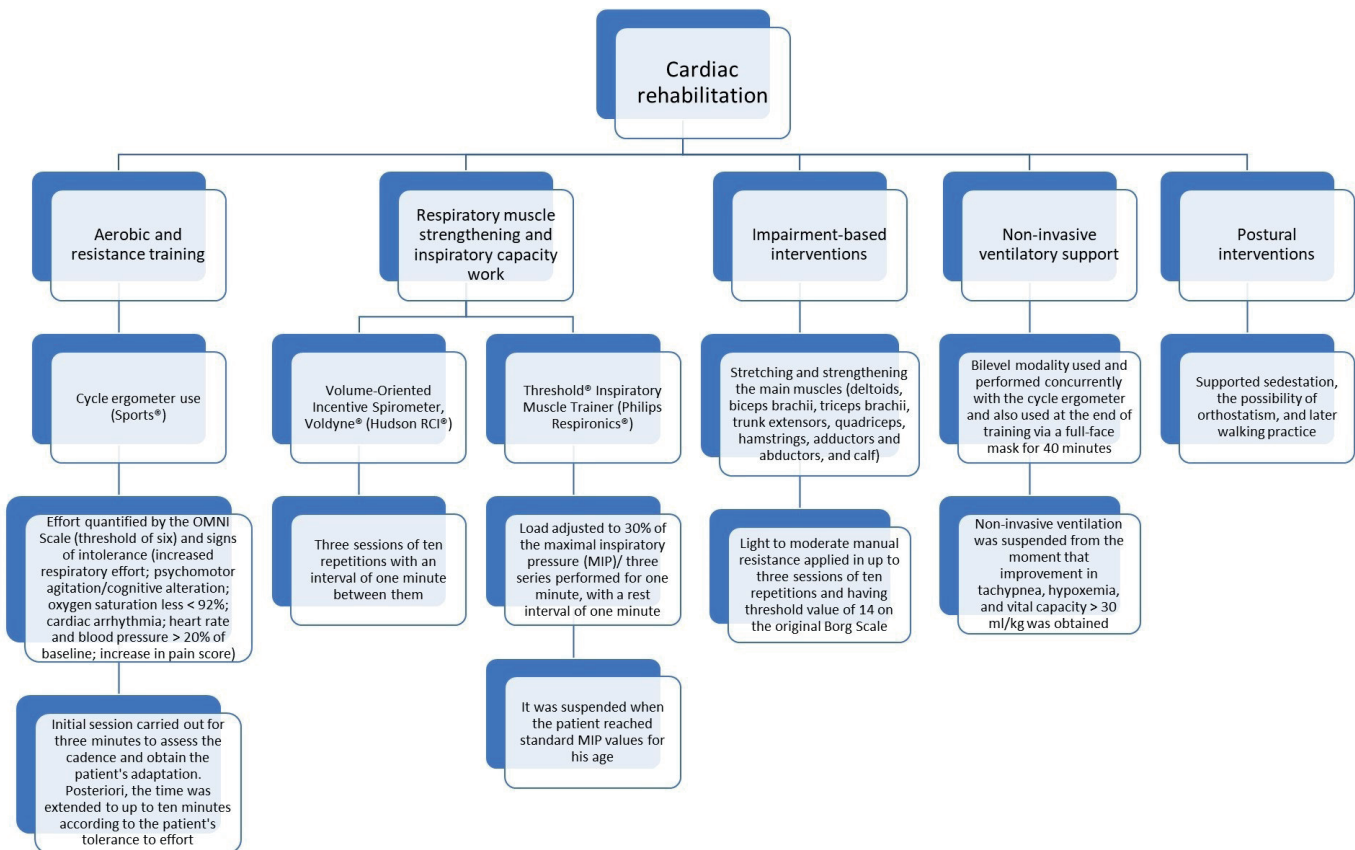 Cardiac
rehabilitation
Aerobic and
resistance training
Respiratory muscle
strengthening and
inspiratory capacity
work
Impairment-based
interventions
Non-invasive
ventilatory support
Postural
interventions
Cycle ergometer use
(Sports®)
Volume-Oriented
Incentive Spirometer,
Voldyne® (Hudson RCI®)
Threshold® Inspiratory
Muscle Trainer (Philips
Respironics®)
Stretching and strengthening
the main muscles (deltoids,
biceps brachii, triceps brachii,
trunk extensors, quadriceps,
hamstrings, adductors and
abductors, and calf)
Bilevel modality used and
performed concurrently
with the cycle ergometer
and also used at the end of
training via a full-face
mask for 40 minutes
Supported sedestation,
the possibility of
orthostatism, and later
walking practice
Effort quantified by the OMNI
Scale (threshold of six) and signs
of intolerance (increased
respiratory effort; psychomotor
agitation/cognitive alteration;
oxygen saturation less < 92%;
cardiac arrhythmia; heart rate
and blood pressure > 20% of
baseline; increase in pain score)
Three sessions of ten
repetitions with an
interval of one minute
between them
Load adjusted to 30% of
the maximal inspiratory
pressure (MIP)/ three
series performed for one
minute, with a rest
interval of one minute
Light to moderate manual
resistance applied in up to
three sessions of ten
repetitions and having
threshold value of 14 on
the original Borg Scale
Non-invasive ventilation
was suspended from the
moment that
improvement in
tachypnea, hypoxemia,
and vital capacity > 30
ml/kg was obtained
Initial session carried out for
three minutes to assess the
cadence and obtain the
patient's adaptation.
Posteriori, the time was
extended to up to ten minutes
according to the patient's
tolerance to effort
It was suspended when
the patient reached
standard MIP values for
his age